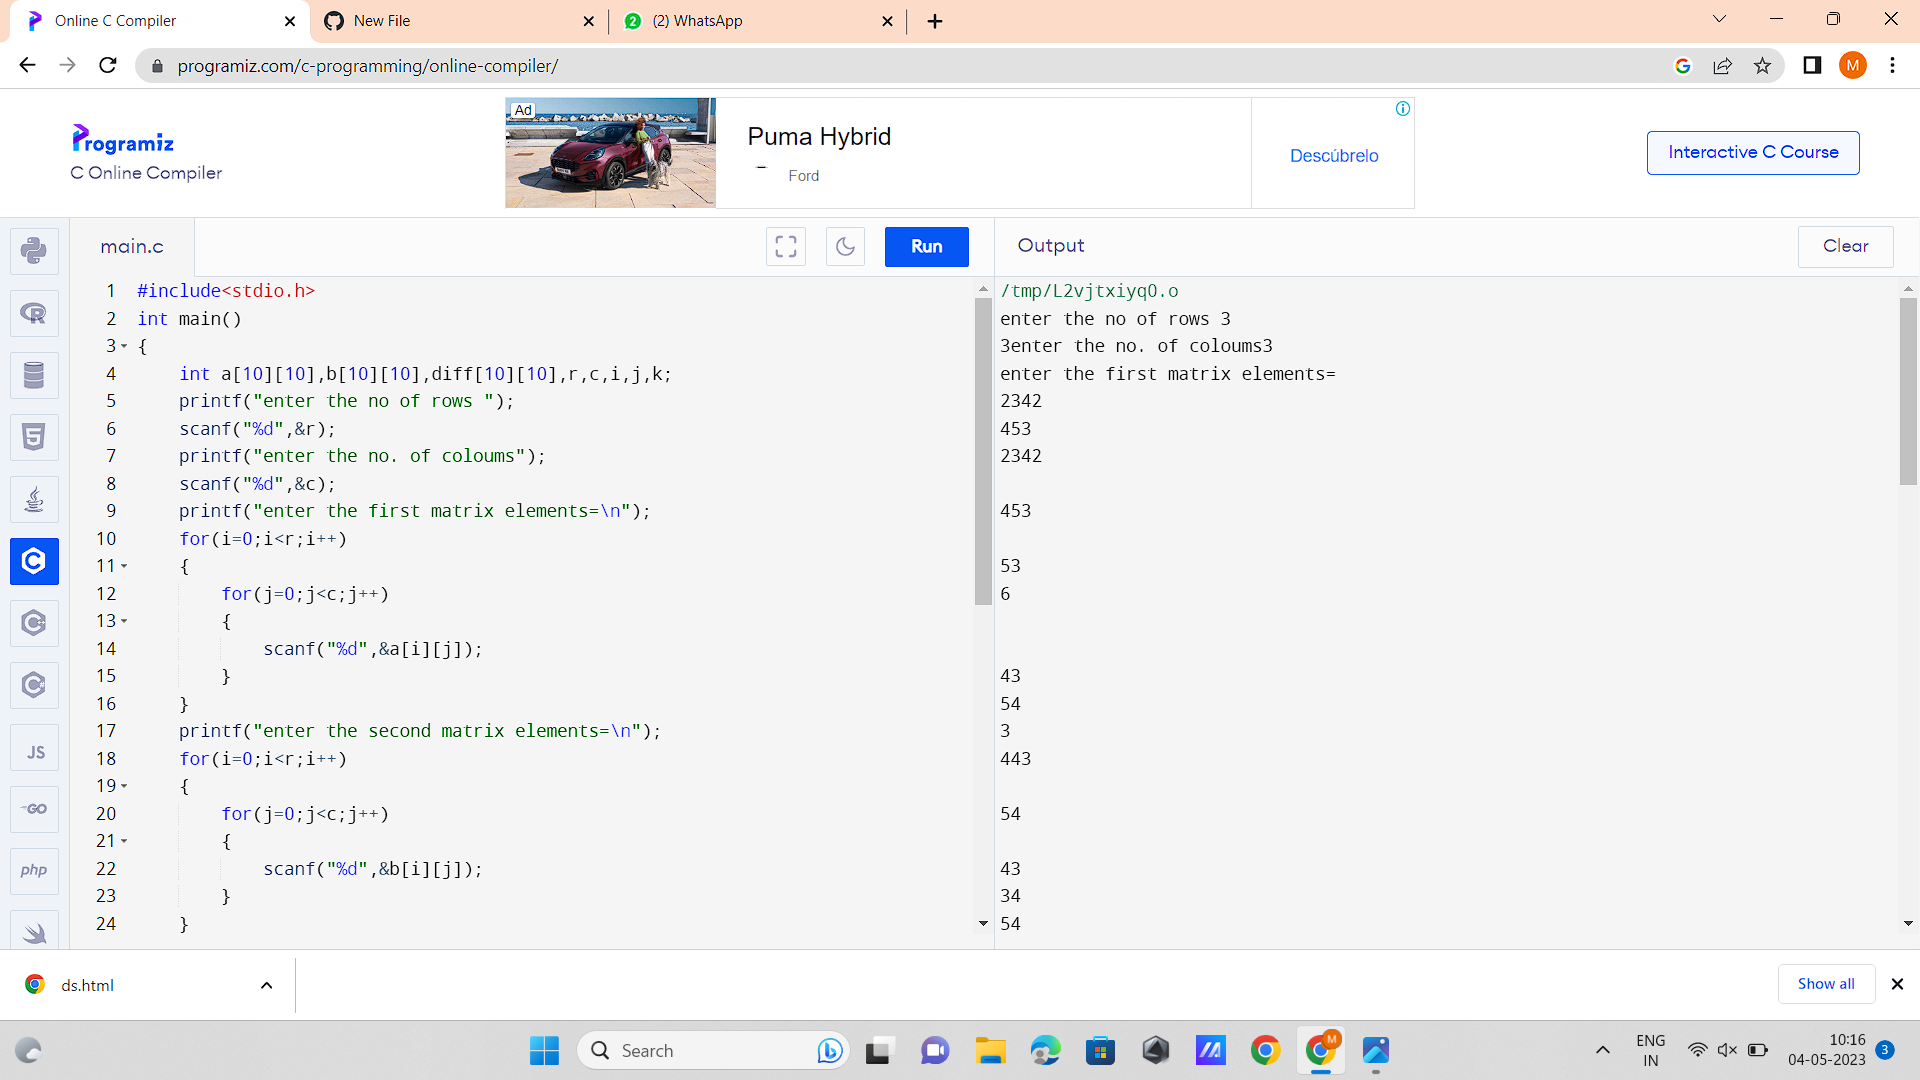 Online C Compiler
New File
(2) WhatsApp
programiz.com/c-programming/online-compiler/
M
Programiz
C Online Compiler
Ad
Puma Hybrid
Ford
Descúbrelo
Interactive C Course
main.c
Run
Output
Clear
1 #include<stdio.h>
2 int main()
3 {
4 int a[10][10],b[10][10],diff[10][10],r,c,i,j,k;
5 printf("enter the no of rows ");
6 scanf("%d",&r);
7 printf("enter the no. of coloums");
8 scanf("%d",&c);
9 printf("enter the first matrix elements=\n");
10 for(i=0;i<r;i++)
11 {
12 for(j=0;j<c;j++)
13 {
14 scanf("%d",&a[i][j]);
15 }
16 }
17 printf("enter the second matrix elements=\n");
18 for(i=0;i<r;i++)
19 {
20 for(j=0;j<c;j++)
21 {
22 scanf("%d",&b[i][j]);
23 }
24 }
/tmp/L2vjtxiyqO.o
enter the no of rows 3
3enter the no. of coloums3
enter the first matrix elements=
2342
453
2342
453
53
6
43
54
3
443
54
43
34
54
JS
GO
php
ds.html
Show all
Search
M
ENG
IN
10:16
04-05-2023
3